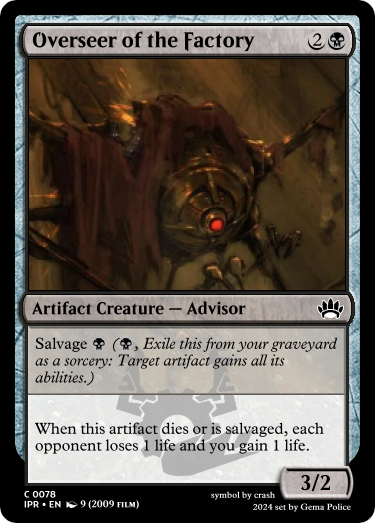 Overseer of the Factory 2
Artifact Creature — Advisor
Salvage (, Exile this from your graveyard
as a sorcery: Target artifact gains all its
abilities.)
When this artifact dies or is salvaged, each
opponent loses 1 life and you gain 1 life.
3/2
C 0078
IPR • EN 9 (2009 FILM)
symbol by crash
2024 set by Gema Police